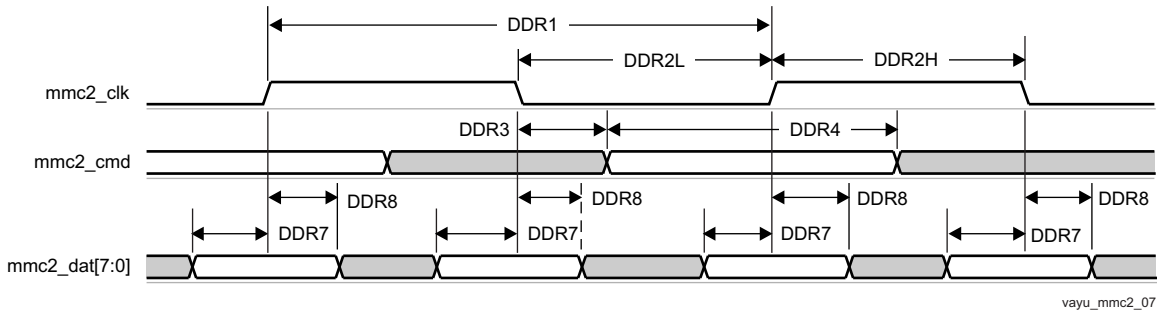 DDR1
DDR2L DDR2H
mmc2_clk
DDR3 DDR4
mmc2_cmd
DDR8 DDR8 DDR8 DDR8
DDR7 DDR7 DDR7 DDR7
mmc2_dat[7:0]
vayu_mmc2_07